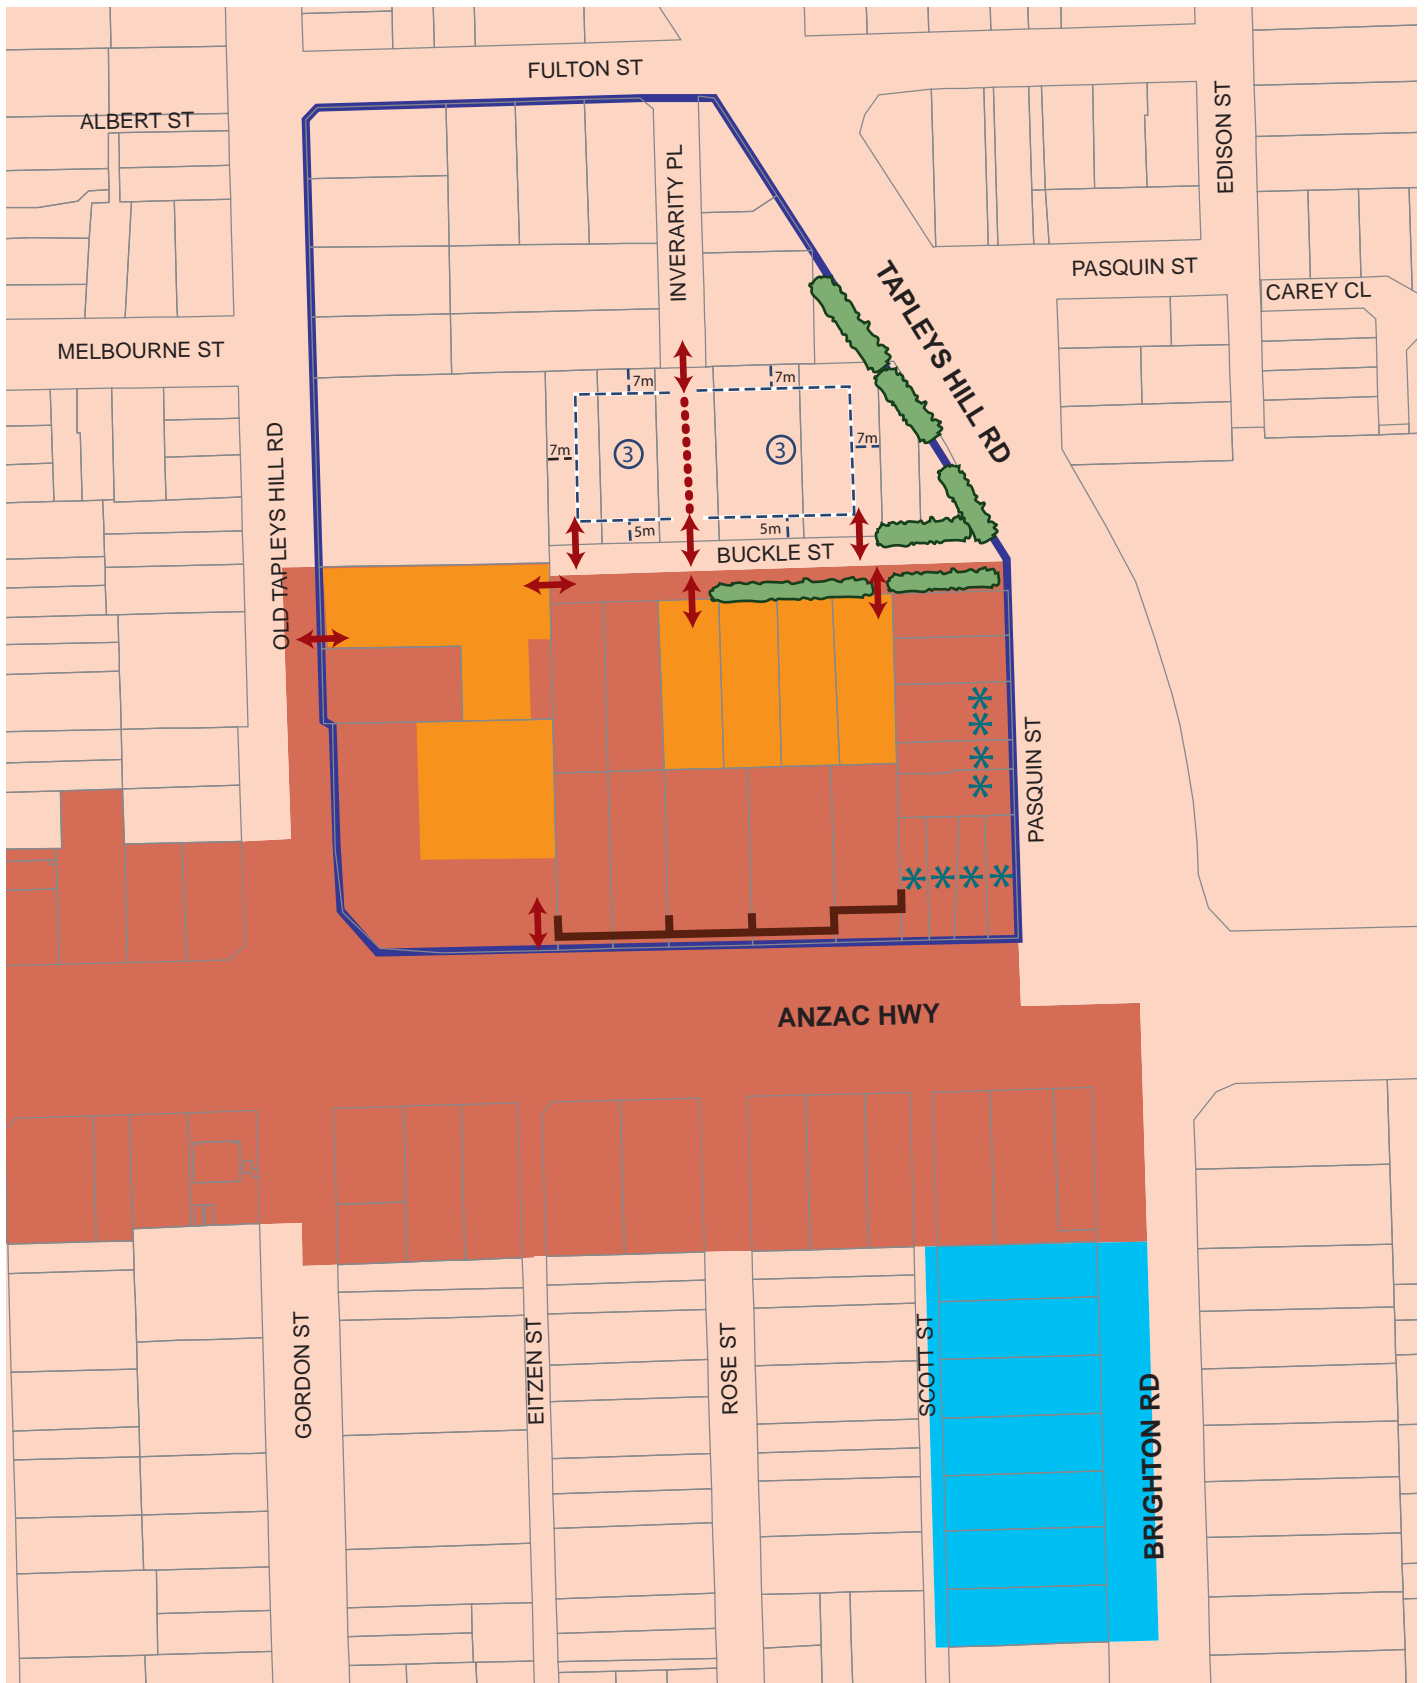 FULTON ST
ALBERT ST
EDISON ST
INVERARITY PL
PASQUIN ST
TAPLEYS HILL RD
CAREY CL
MELBOURNE ST
7m
7m
OLD TAPLEYS HILL RD
7m
3
3
7m
5m
5m
BUCKLE ST
PASQUIN ST
ANZAC HWY
GORDON ST
EITZEN ST
ROSE ST
SCOTT ST
BRIGHTON RD